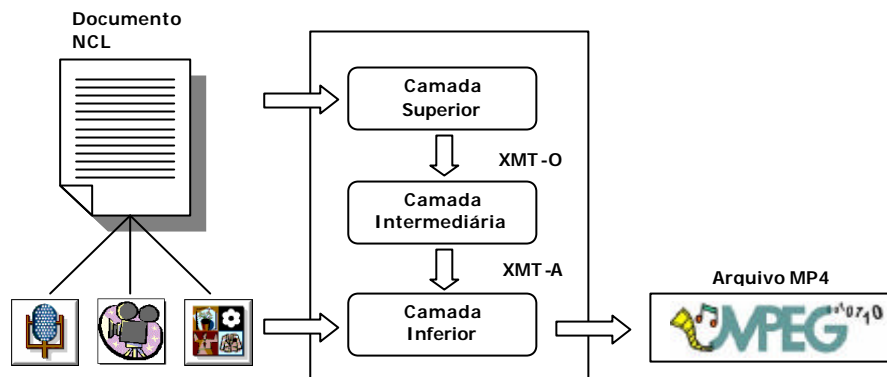 Documento
NCL
Camada
Superior
XMT-O
Camada
Intermediária
XMT-A
Camada
Inferior
Arquivo MP4
MPEG